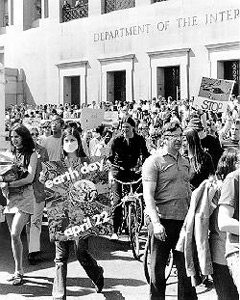 DEPARTMENT OF THE INTER
STOP
earth day
april 22